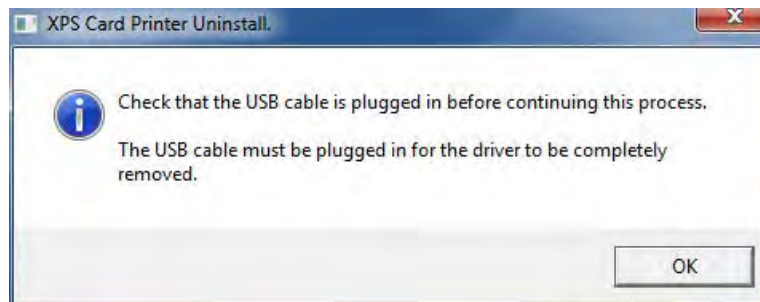 XPS Card Printer Uninstall.
Check that the USB cable is plugged in before continuing this process.
The USB cable must be plugged in for the driver to be completely
removed.
OK